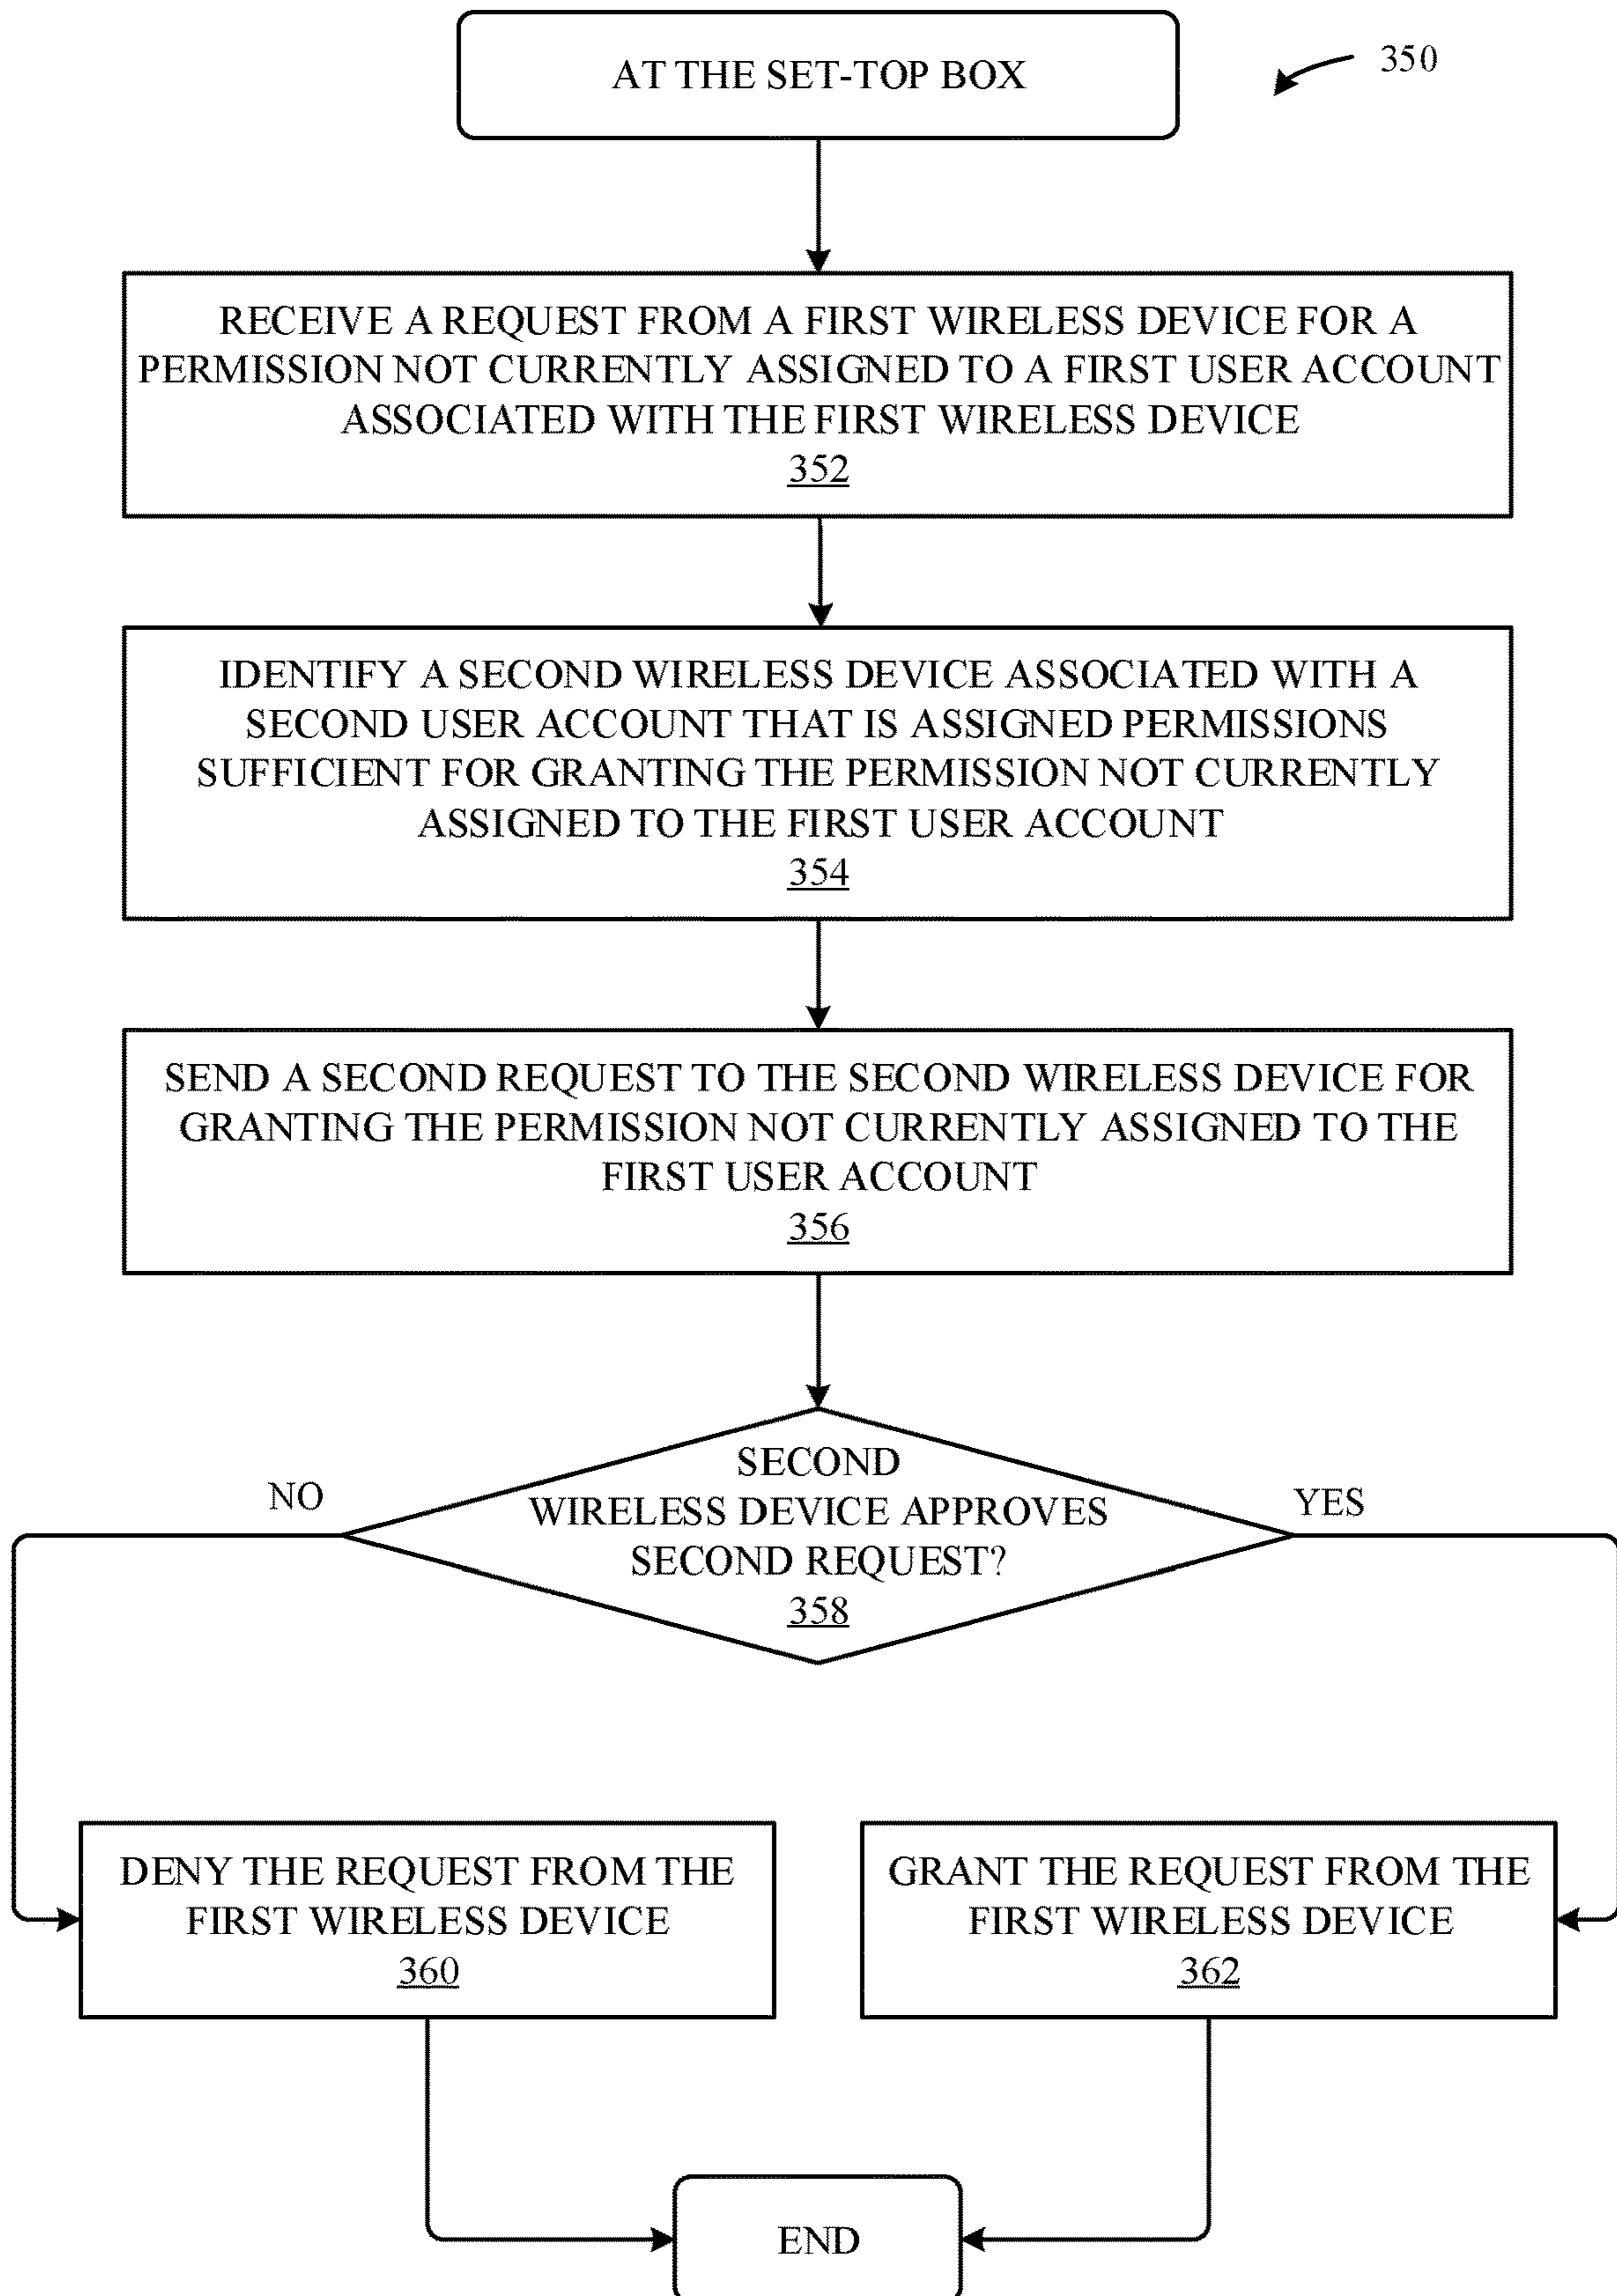 AT THE SET-TOP BOX
350
RECEIVE A REQUEST FROM A FIRST WIRELESS DEVICE FOR A
PERMISSION NOT CURRENTLY ASSIGNED TO A FIRST USER ACCOUNT
ASSOCIATED WITH THE FIRST WIRELESS DEVICE
352
IDENTIFY A SECOND WIRELESS DEVICE ASSOCIATED WITH A
SECOND USER ACCOUNT THAT IS ASSIGNED PERMISSIONS
SUFFICIENT FOR GRANTING THE PERMISSION NOT CURRENTLY
ASSIGNED TO THE FIRST USER ACCOUNT
354
SEND A SECOND REQUEST TO THE SECOND WIRELESS DEVICE FOR
GRANTING THE PERMISSION NOT CURRENTLY ASSIGNED TO THE
FIRST USER ACCOUNT
356
SECOND
WIRELESS DEVICE APPROVES
SECOND REQUEST?
358
NO
YES
DENY THE REQUEST FROM THE
FIRST WIRELESS DEVICE
360
GRANT THE REQUEST FROM THE
FIRST WIRELESS DEVICE
362
END